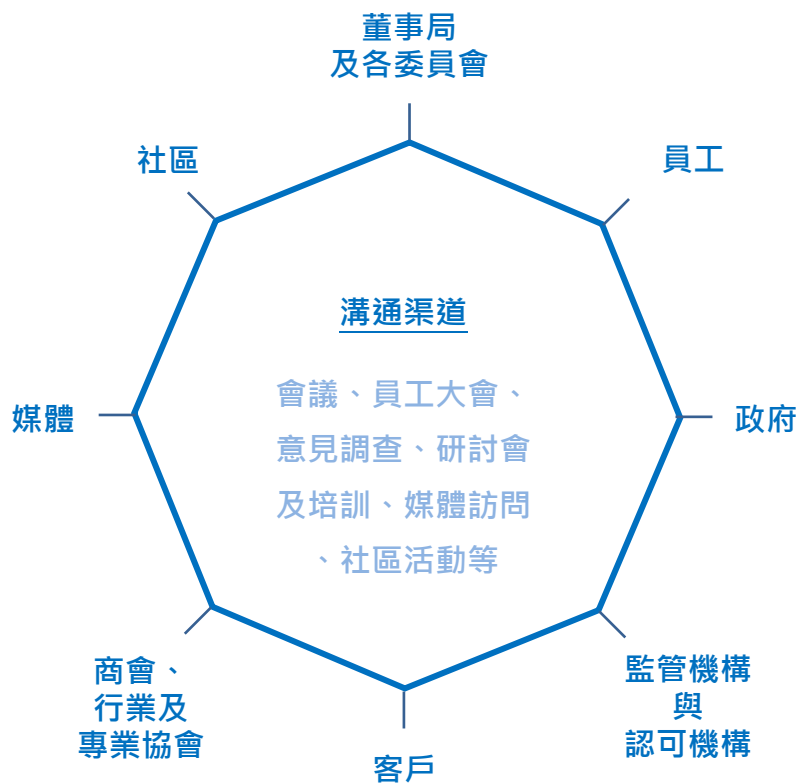 董事局
及各委員會
社區
員工
溝通渠道
會議、員工大會、
意見調查、研討會
及培訓、媒體訪問
、社區活動等
媒體
政府
商會、
行業及
專業協會
監管機構
與
認可機構
客戶